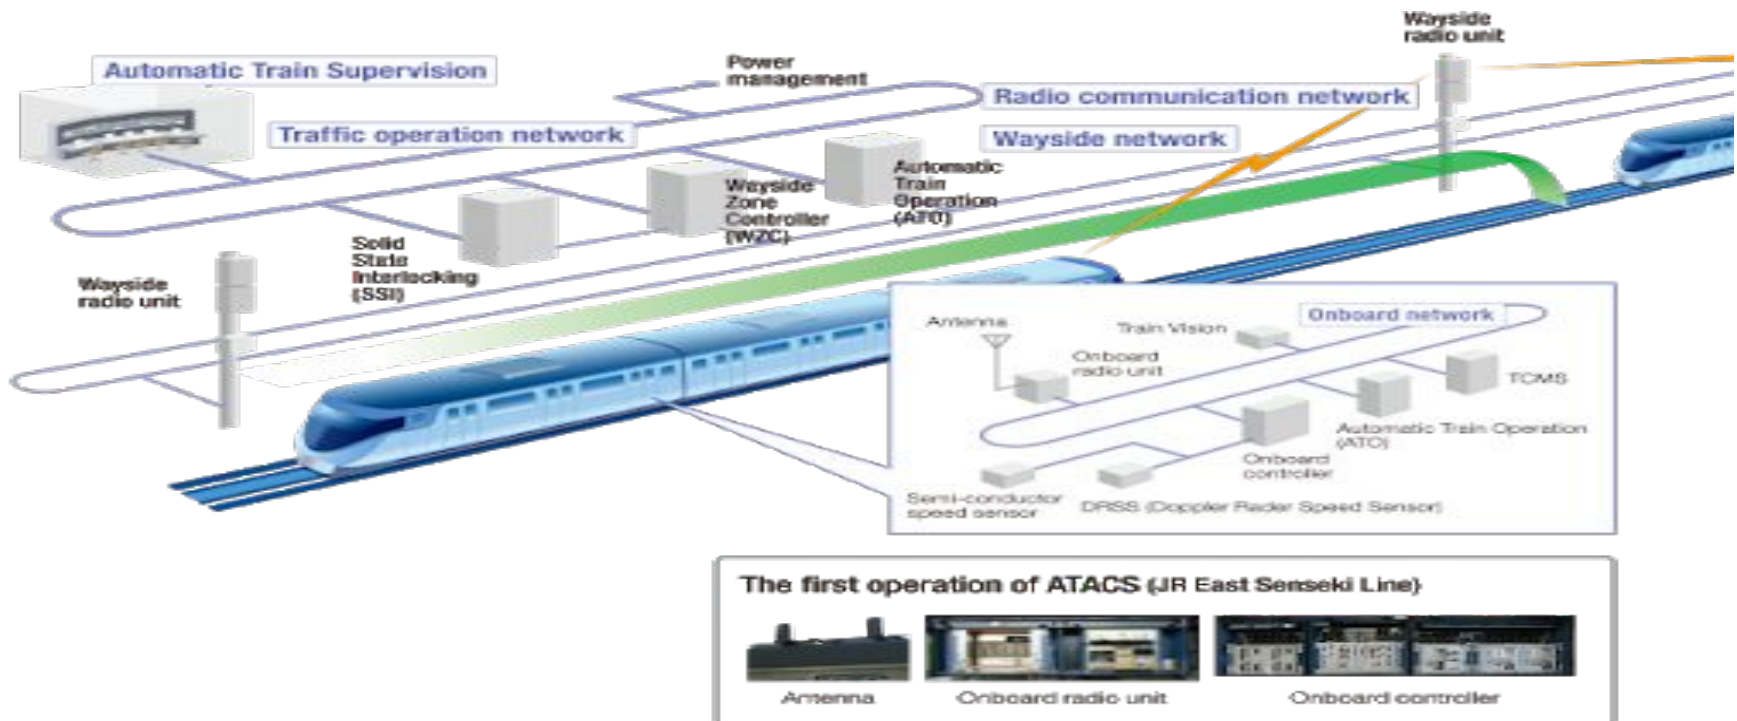 Wayside
radio unit
Automatic Train Supervision
Power
management
Radio communication network
Traffic operation network
Wayside network
Automatic
Train
Operation
(ATO)
Wayside
Zone
Controller
(WZC)
Solid
State
Interlocking
(SSI)
Wayside
radio unit
Onboard network
Antenna
Train Vision
Onboard
radio unit
TCMS
Automatic Train Operation
(ATO)
Onboard
controller
Semi-conductor
speed sensor
DRSS (Doppler Rader Speed Sensor)
The first operation of ATACS (JR East Senseki Line)
Antenna
Onboard radio unit
Onboard controller